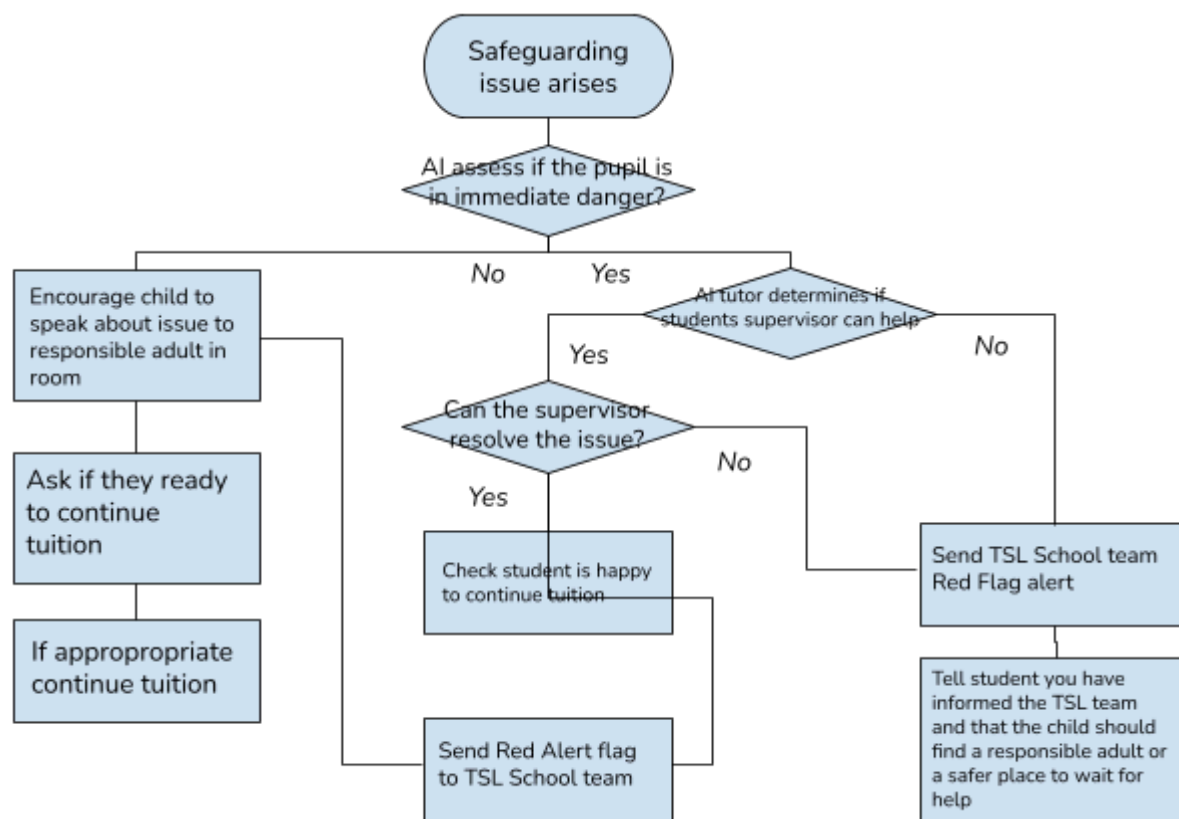 Safeguarding
issue arises
AI assess if the pupil is
in immediate danger?
No
Yes
Encourage child to
speak about issue to
responsible adult in
room
AI tutor determines if
students supervisor can help
Yes
No
Can the supervisor
resolve the issue?
No
Yes
Ask if they ready
to continue
tuition
Check student is happy
to continue tuition
Send TSL School team
Red Flag alert
If appropropriate
continue tuition
Send Red Alert flag
to TSL School team
Tell student you have
informed the TSL team
and that the child should
find a responsible adult or
a safer place to wait for
help